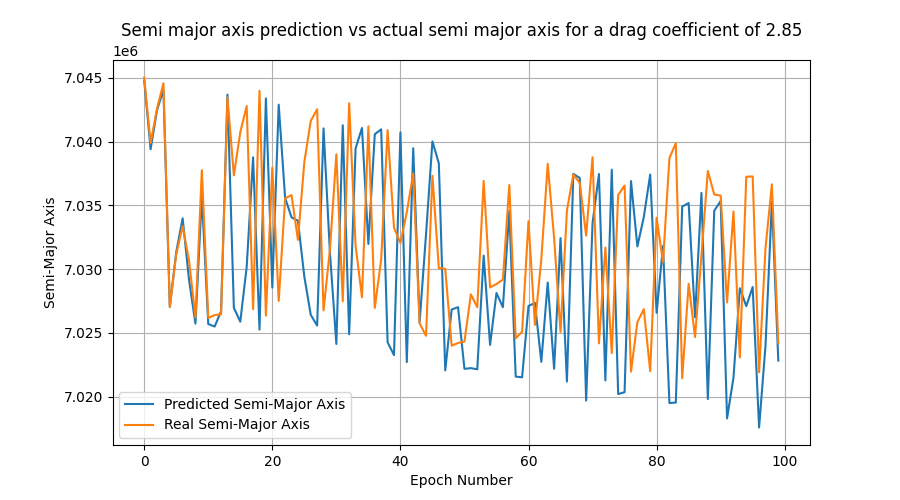 Semi major axis prediction vs actual semi major axis for a drag coefficient of 2.85
1e6
7.045
7.040
7.035
7.030
7.025
7.020
Semi-Major Axis
Predicted Semi-Major Axis
Real Semi-Major Axis
0 20 40 60 80 100
Epoch Number